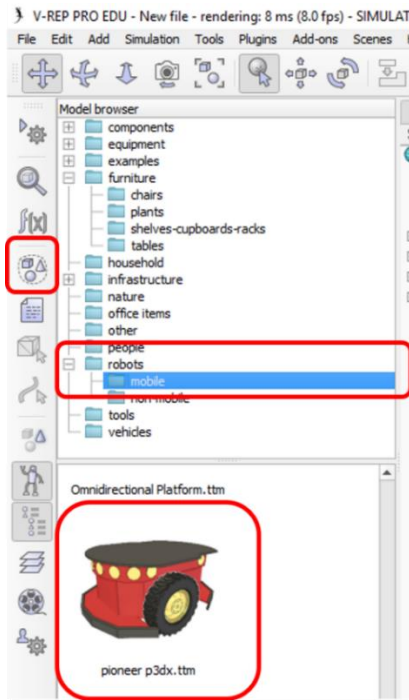 V-REP PRO EDU - New file - rendering: 8 ms (8.0 fps) - SIMULAT
File Edit Add Simulation Tools Plugins Add-ons Scenes
Model browser
components
equipment
examples
furniture
chairs
plants
shelves-cupboards-racks
tables
household
infrastructure
nature
office items
other
people
robots
mobile
non-mobile
tools
vehicles
f(x)
Omnidirectional Platform.ttm
pioneer p3dx.ttm